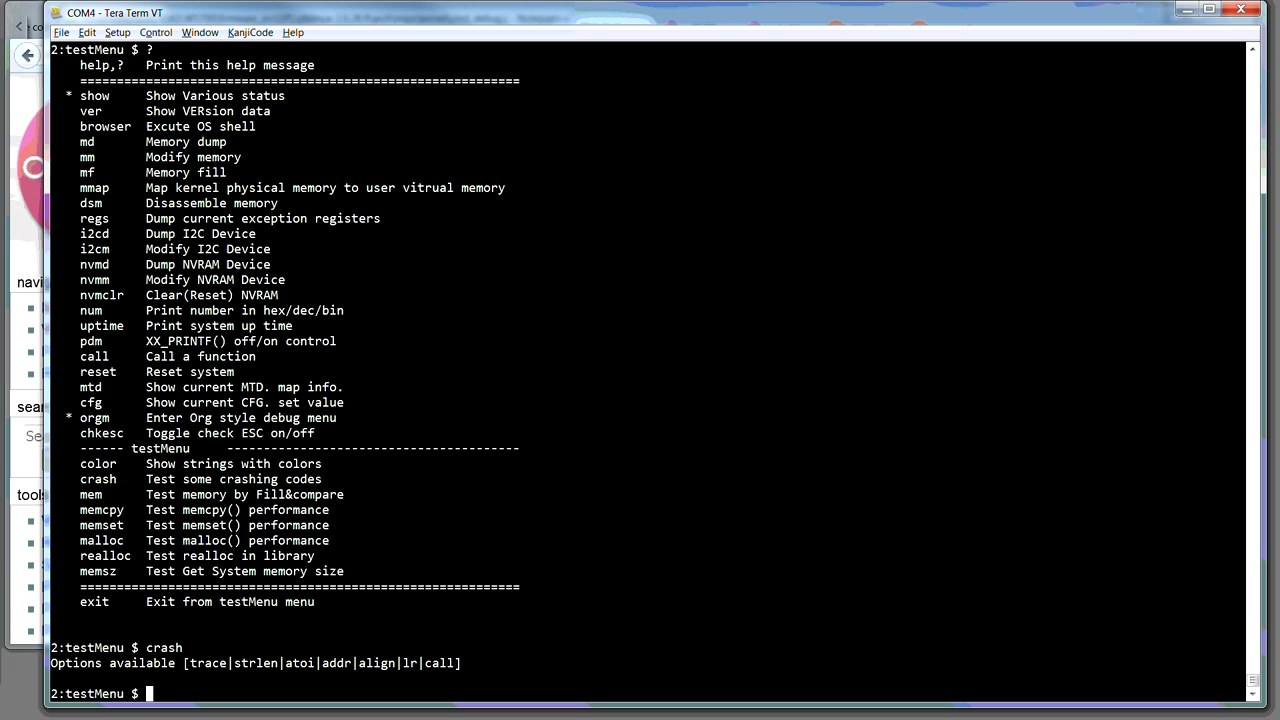 COM4 - Tera Term VT
File Edit Setup Control Window KanjiCode Help
2:testMenu $ ?
help,? Print this help message
============================================================
* show Show Various status
ver Show VERsion data
browser Excute OS shell
md Memory dump
mm Modify memory
mf Memory fill
mmap Map kernel physical memory to user vitrual memory
dsm Disassemble memory
regs Dump current exception registers
i2cd Dump I2C Device
i2cm Modify I2C Device
nvmd Dump NVRAM Device
nvmm Modify NVRAM Device
nvmclr Clear(Reset) NVRAM
num Print number in hex/dec/bin
uptime Print system up time
pdm XX_PRINTF() off/on control
call Call a function
reset Reset system
mtd Show current MTD. map info.
cfg Show current CFG. set value
* orgm Enter Org style debug menu
chkesc Toggle check ESC on/off
------ testMenu ----------------------------------------
color Show strings with colors
crash Test some crashing codes
mem Test memory by Fill&compare
memcpy Test memcpy() performance
memset Test memset() performance
malloc Test malloc() performance
realloc Test realloc in library
memsz Test Get System memory size
============================================================
exit Exit from testMenu menu
2:testMenu $ crash
Options available [trace|strlen|atoi|addr|align|lr|call]
2:testMenu $
navi
sear
Se
tools